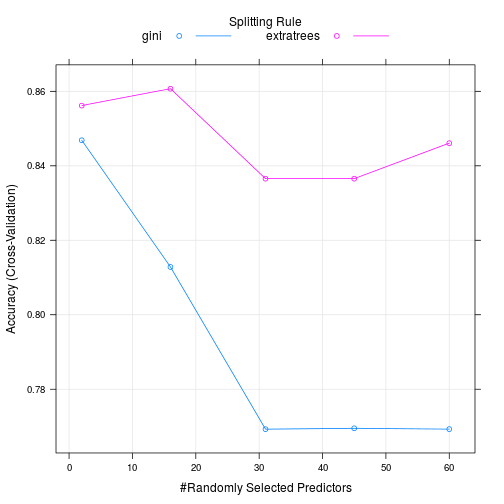 Splitting Rule
gini extratrees
0.86
0.84
0.82
0.80
0.78
Accuracy (Cross-Validation)
0 10 20 30 40 50 60
#Randomly Selected Predictors